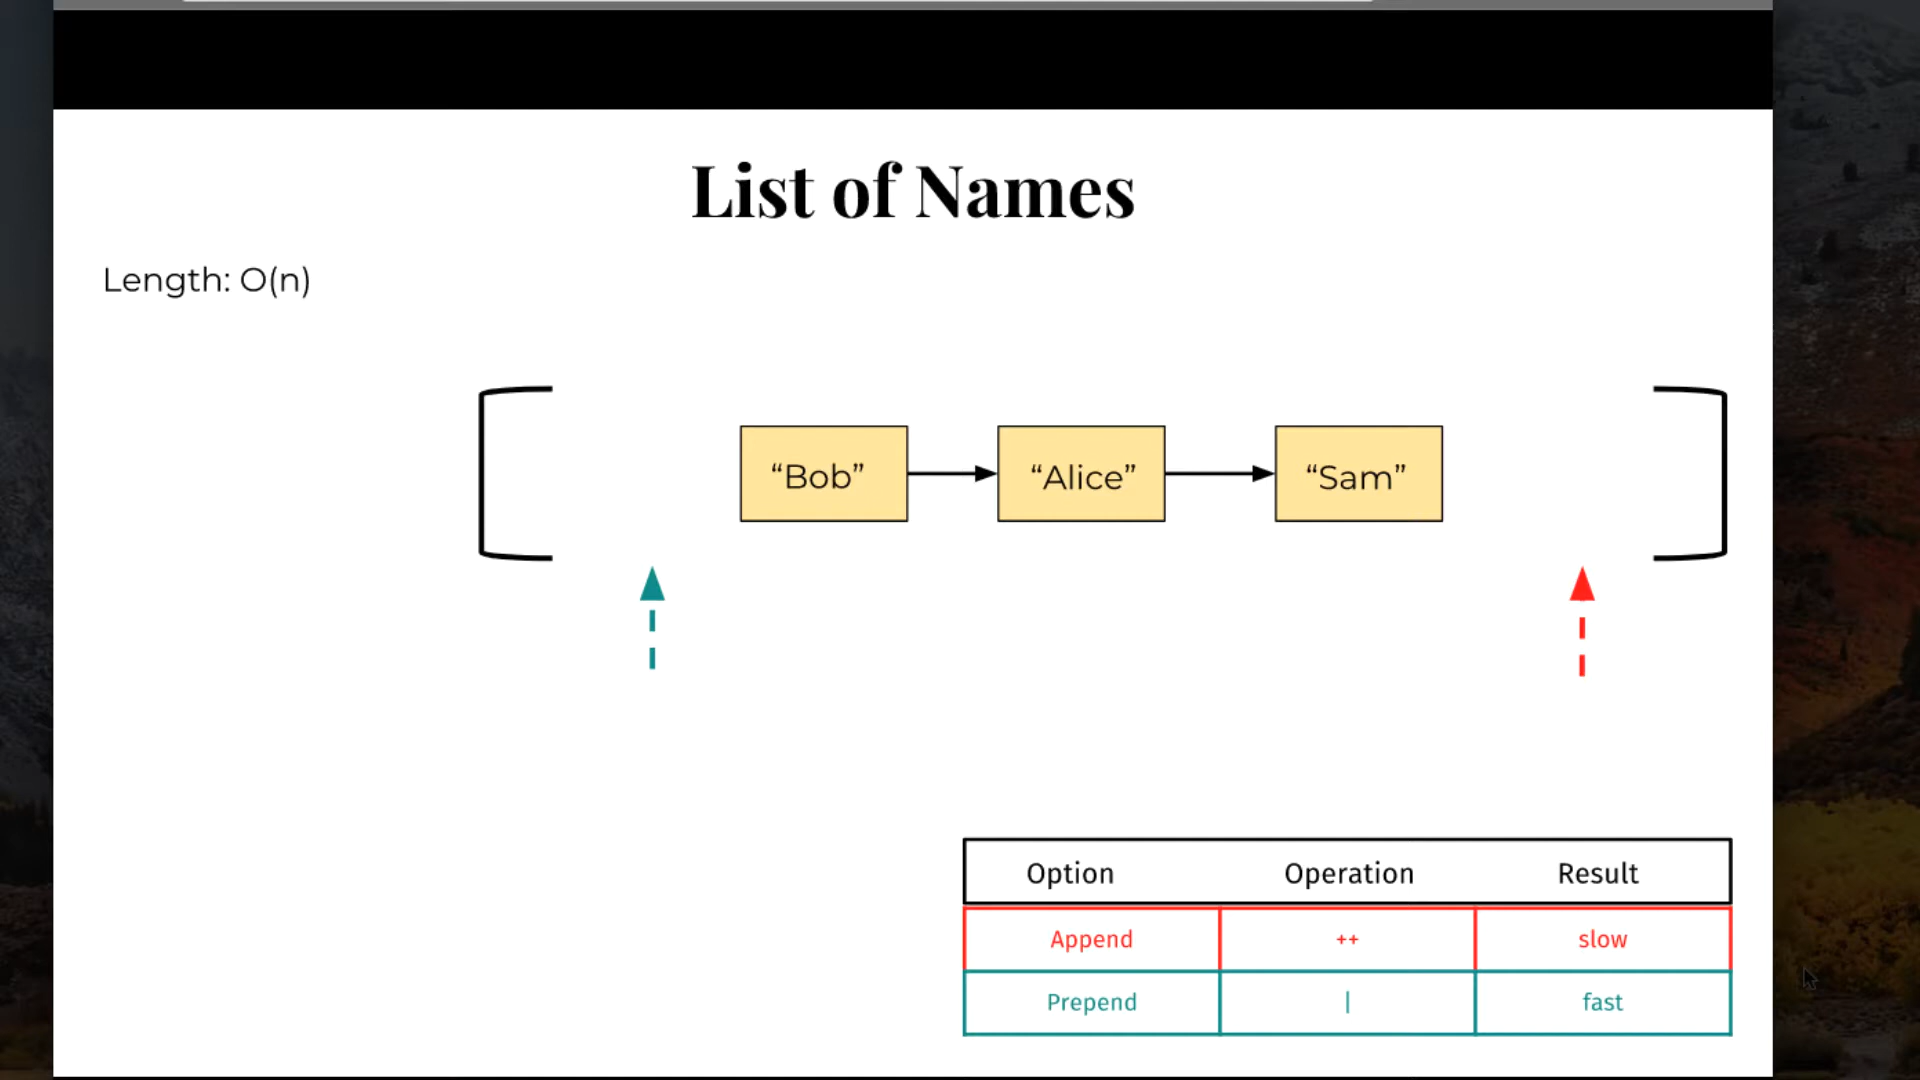 List of Names
Length: O(n)
“Bob” “Alice” “Sam”
Option Operation Result
Append ++ slow
Prepend | fast